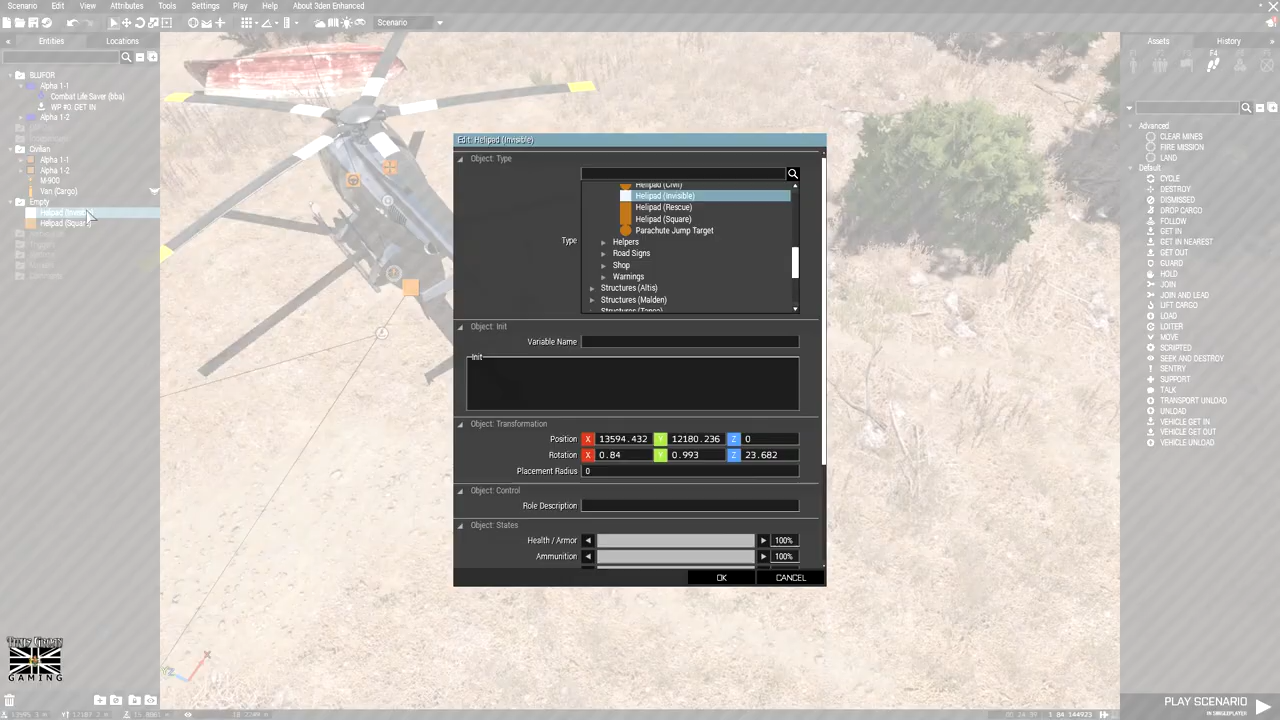 Scenario Edit View Attributes Tools Settings Play Help About 3den Enhanced
Scenario
Entities Locations
BLUFOR
Alpha 1-1
Combat Life Saver (bba)
WP #0: GET IN
Alpha 1-2
Civilian
Alpha 1-1
Alpha 1-2
M-900
Van (Cargo)
Empty
Helipad (Invisib
Helipad (Square)
Edit: Helipad (Invisible)
Object: Type
Helipad (Civil)
Helipad (Invisible)
Helipad (Rescue)
Helipad (Square)
Parachute Jump Target
Type
Helpers
Road Signs
Shop
Warnings
Structures (Altis)
Structures (Malden)
Structures (Tanoa)
Object: Init
Variable Name
Init
Object: Transformation
Position X 13594.432 Y 12180.236 Z 0
Rotation X 0.84 Y 0.993 Z 23.682
Placement Radius 0
Object: Control
Role Description
Object: States
Health / Armor 100%
Ammunition 100%
OK CANCEL
Assets History
F4
Advanced
CLEAR MINES
FIRE MISSION
LAND
Default
CYCLE
DESTROY
DISMISSED
DROP CARGO
FOLLOW
GET IN
GET IN NEAREST
GET OUT
GUARD
HOLD
JOIN
JOIN AND LEAD
LIFT CARGO
LOAD
LOITER
MOVE
SCRIPTED
SEEK AND DESTROY
SENTRY
SUPPORT
TALK
TRANSPORT UNLOAD
UNLOAD
VEHICLE GET IN
VEHICLE GET OUT
VEHICLE UNLOAD
GAMING
PLAY SCENARIO
IN SINGLEPLAYER
1.84.144923